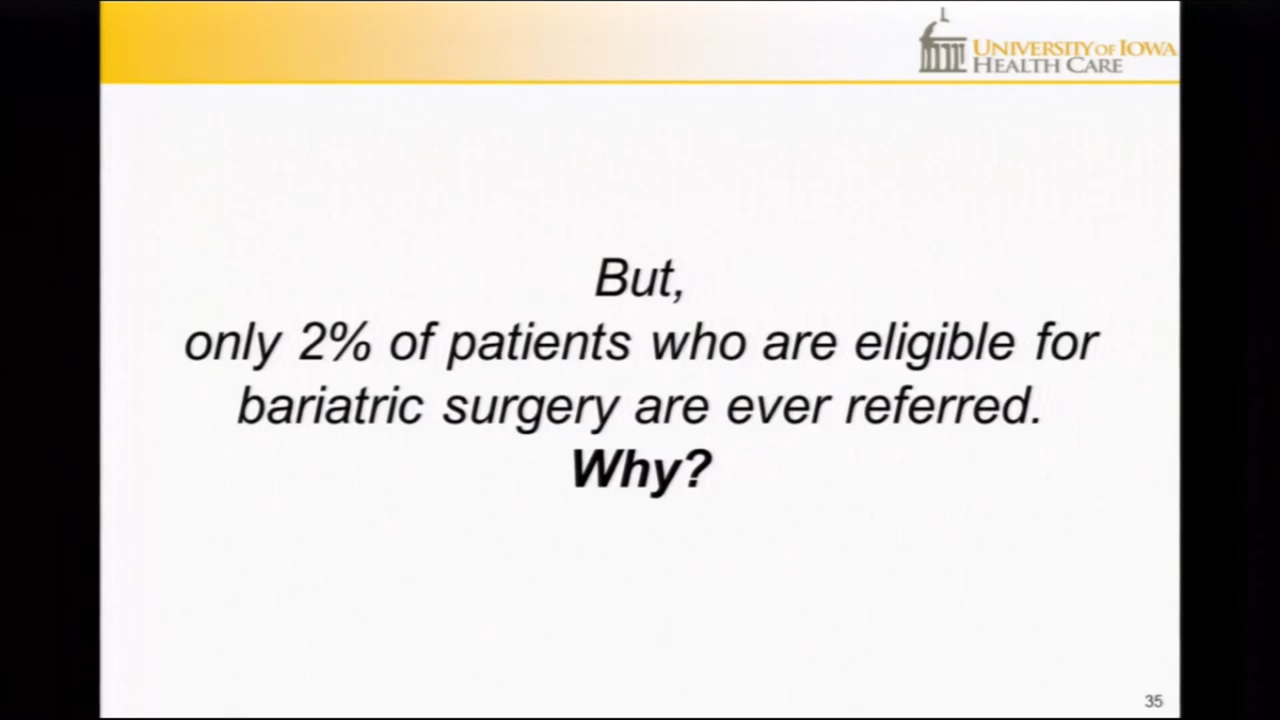 UNIVERSITY OF IOWA
HEALTH CARE
But,
only 2% of patients who are eligible for
bariatric surgery are ever referred.
Why?
35